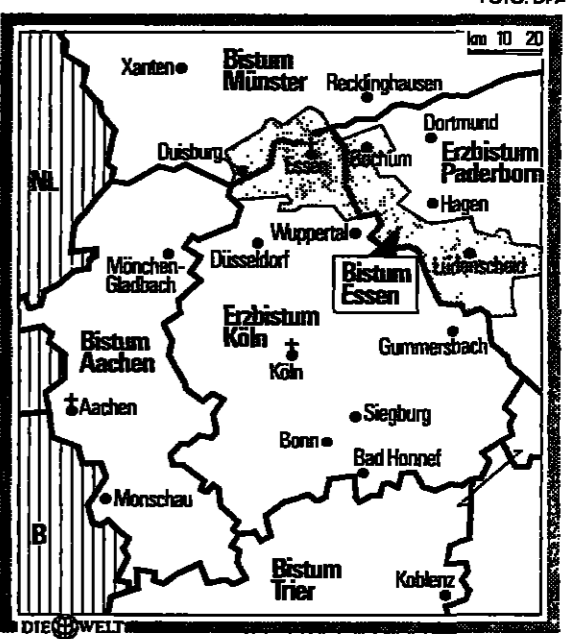 FOTO: DPA
km 10 20
Xanten
Bistum
Münster
Recklinghausen
Dortmund
Duisburg
Essen
Bochum
Erzbistum
Paderborn
NL
Hagen
Wuppertal
Mönchen-
Gladbach
Düsseldorf
Lüdenscheid
Bistum
Essen
Erzbistum
Köln
Bistum
Aachen
Gummersbach
Köln
Aachen
Siegburg
Bonn
Bad Honnef
Monschau
B
Bistum
Trier
Koblenz
DIE WELT